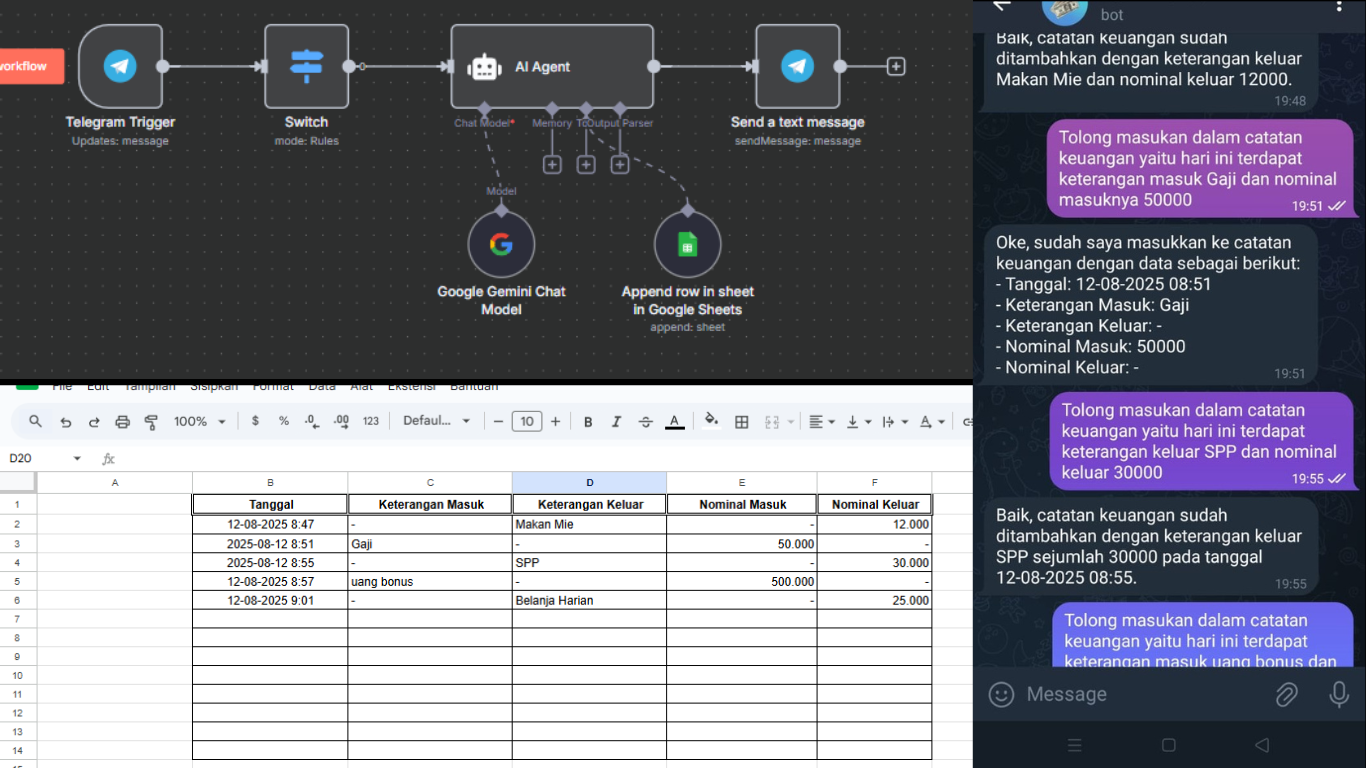 workflow
Telegram Trigger
Updates: message
Switch
mode: Rules
AI Agent
Chat Model*
Memory
Output Parser
Model
Google Gemini Chat
Model
Append row in sheet
in Google Sheets
append: sheet
Send a text message
sendMessage: message
File Edit Tampilan Sisipkan Format Data Alat Ekstensi Bantuan
100% $ % .0 .00 123 Defaul... 10 B I A A
D20 fx
A B C D E F
1 Tanggal Keterangan Masuk Keterangan Keluar Nominal Masuk Nominal Keluar
2 12-08-2025 8:47 - Makan Mie - 12.000
3 2025-08-12 8:51 Gaji - 50.000 -
4 2025-08-12 8:55 - SPP - 30.000
5 12-08-2025 8:57 uang bonus - 500.000 -
6 12-08-2025 9:01 - Belanja Harian - 25.000
7
8
9
10
11
12
13
14
bot
Baik, catatan keuangan sudah
ditambahkan dengan keterangan keluar
Makan Mie dan nominal keluar 12000.
19:48
Tolong masukan dalam catatan
keuangan yaitu hari ini terdapat
keterangan masuk Gaji dan nominal
masuknya 50000
19:51
Oke, sudah saya masukkan ke catatan
keuangan dengan data sebagai berikut:
- Tanggal: 12-08-2025 08:51
- Keterangan Masuk: Gaji
- Keterangan Keluar: -
- Nominal Masuk: 50000
- Nominal Keluar: -
19:51
Tolong masukan dalam catatan
keuangan yaitu hari ini terdapat
keterangan keluar SPP dan nominal
keluar 30000
19:55
Baik, catatan keuangan sudah
ditambahkan dengan keterangan keluar
SPP sejumlah 30000 pada tanggal
12-08-2025 08:55.
19:55
Tolong masukan dalam catatan
keuangan yaitu hari ini terdapat
keterangan masuk uang bonus dan
Message